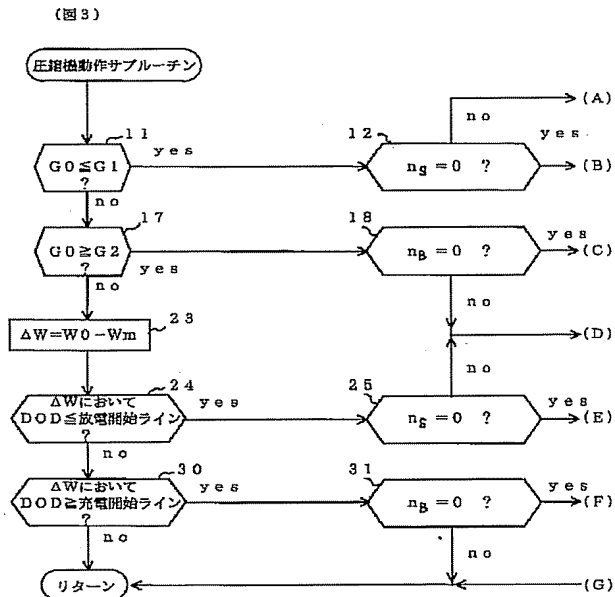 (図3)
圧縮機動作サブルーチン
11
G0≦G1
?
yes
no
12
nS=0 ?
no
(A)
yes
(B)
17
G0≧G2
?
yes
no
18
nB=0 ?
yes
(C)
no
(D)
23
ΔW=W0-Wm
24
ΔWにおいて
DOD≦放電開始ライン
?
yes
no
25
nS=0 ?
no
yes
(E)
30
ΔWにおいて
DOD≧充電開始ライン
?
yes
no
31
nB=0 ?
yes
(F)
no
リターン
(G)